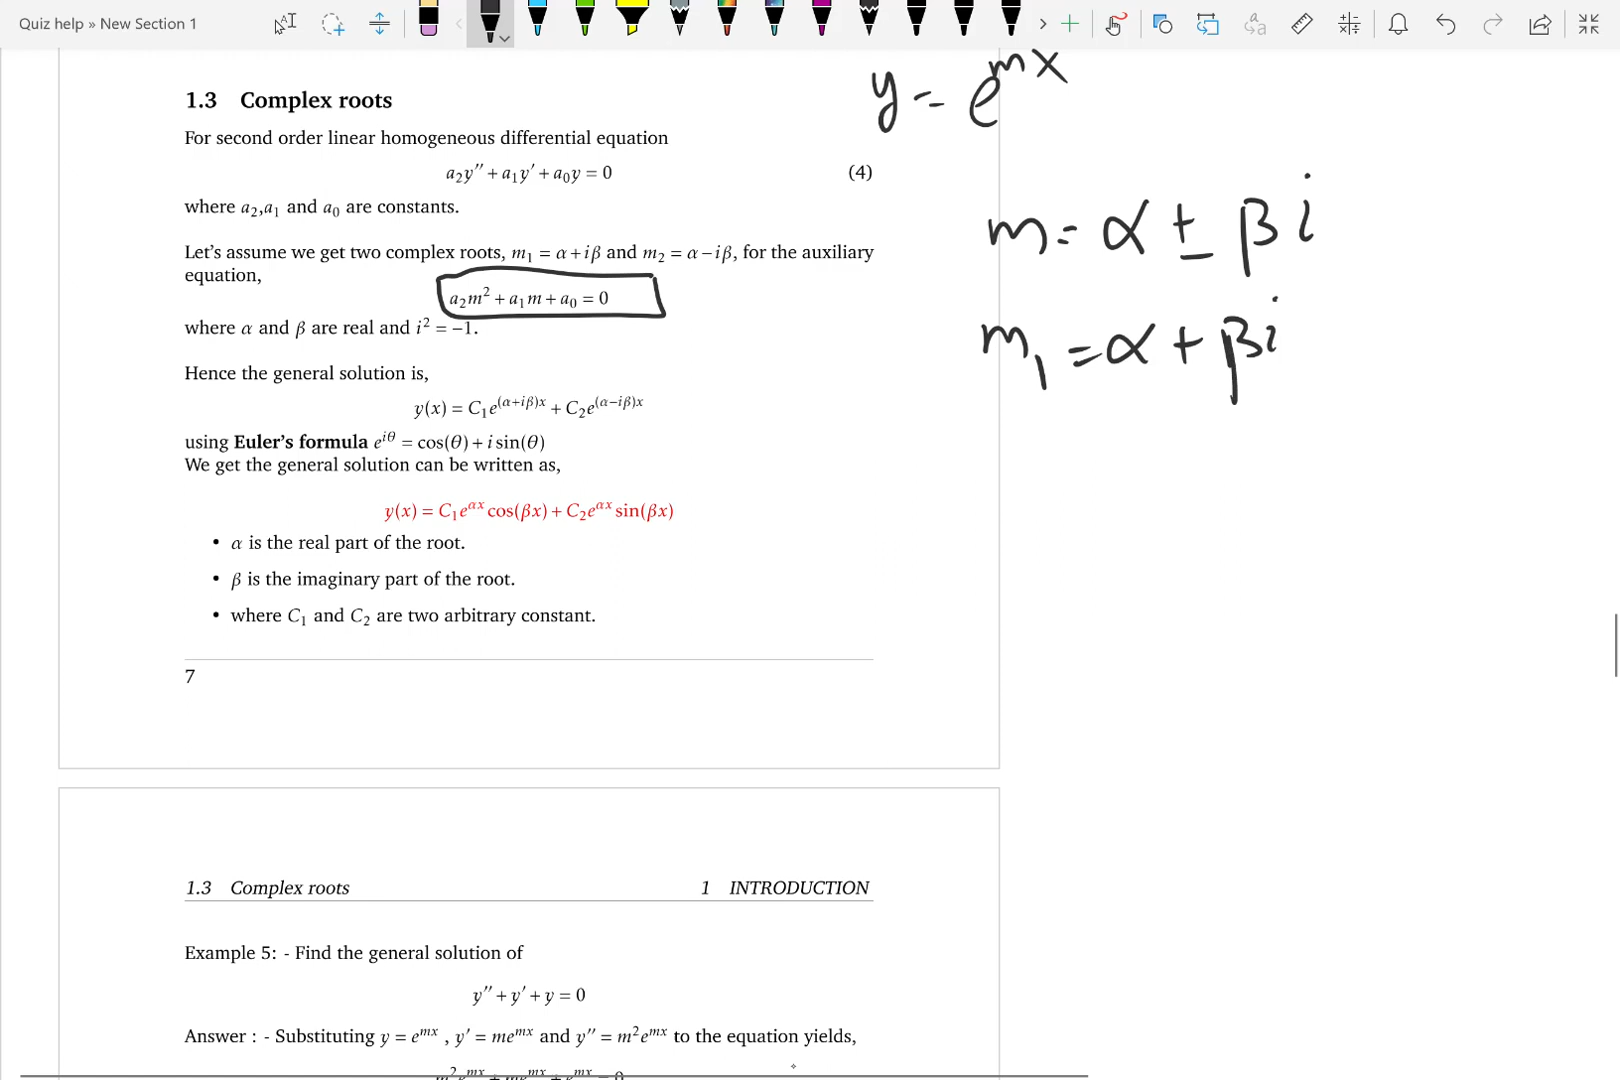 Quiz help » New Section 1
y = e^{mx}
1.3 Complex roots
For second order linear homogeneous differential equation
a₂y″ + a₁y′ + a₀y = 0 (4)
where a₂,a₁ and a₀ are constants.
m = α ± βi
Let's assume we get two complex roots, m₁ = α + iβ and m₂ = α − iβ, for the auxiliary
equation,
a₂m² + a₁m + a₀ = 0
where α and β are real and i² = −1.
m₁ = α + βi
Hence the general solution is,
y(x) = C₁e^{(α+iβ)x} + C₂e^{(α−iβ)x}
using Euler's formula e^{iθ} = cos(θ) + i sin(θ)
We get the general solution can be written as,
y(x) = C₁e^{αx} cos(βx) + C₂e^{αx} sin(βx)
• α is the real part of the root.
• β is the imaginary part of the root.
• where C₁ and C₂ are two arbitrary constant.
7
1.3 Complex roots 1 INTRODUCTION
Example 5: - Find the general solution of
y″ + y′ + y = 0
Answer : - Substituting y = e^{mx} , y′ = me^{mx} and y″ = m²e^{mx} to the equation yields,